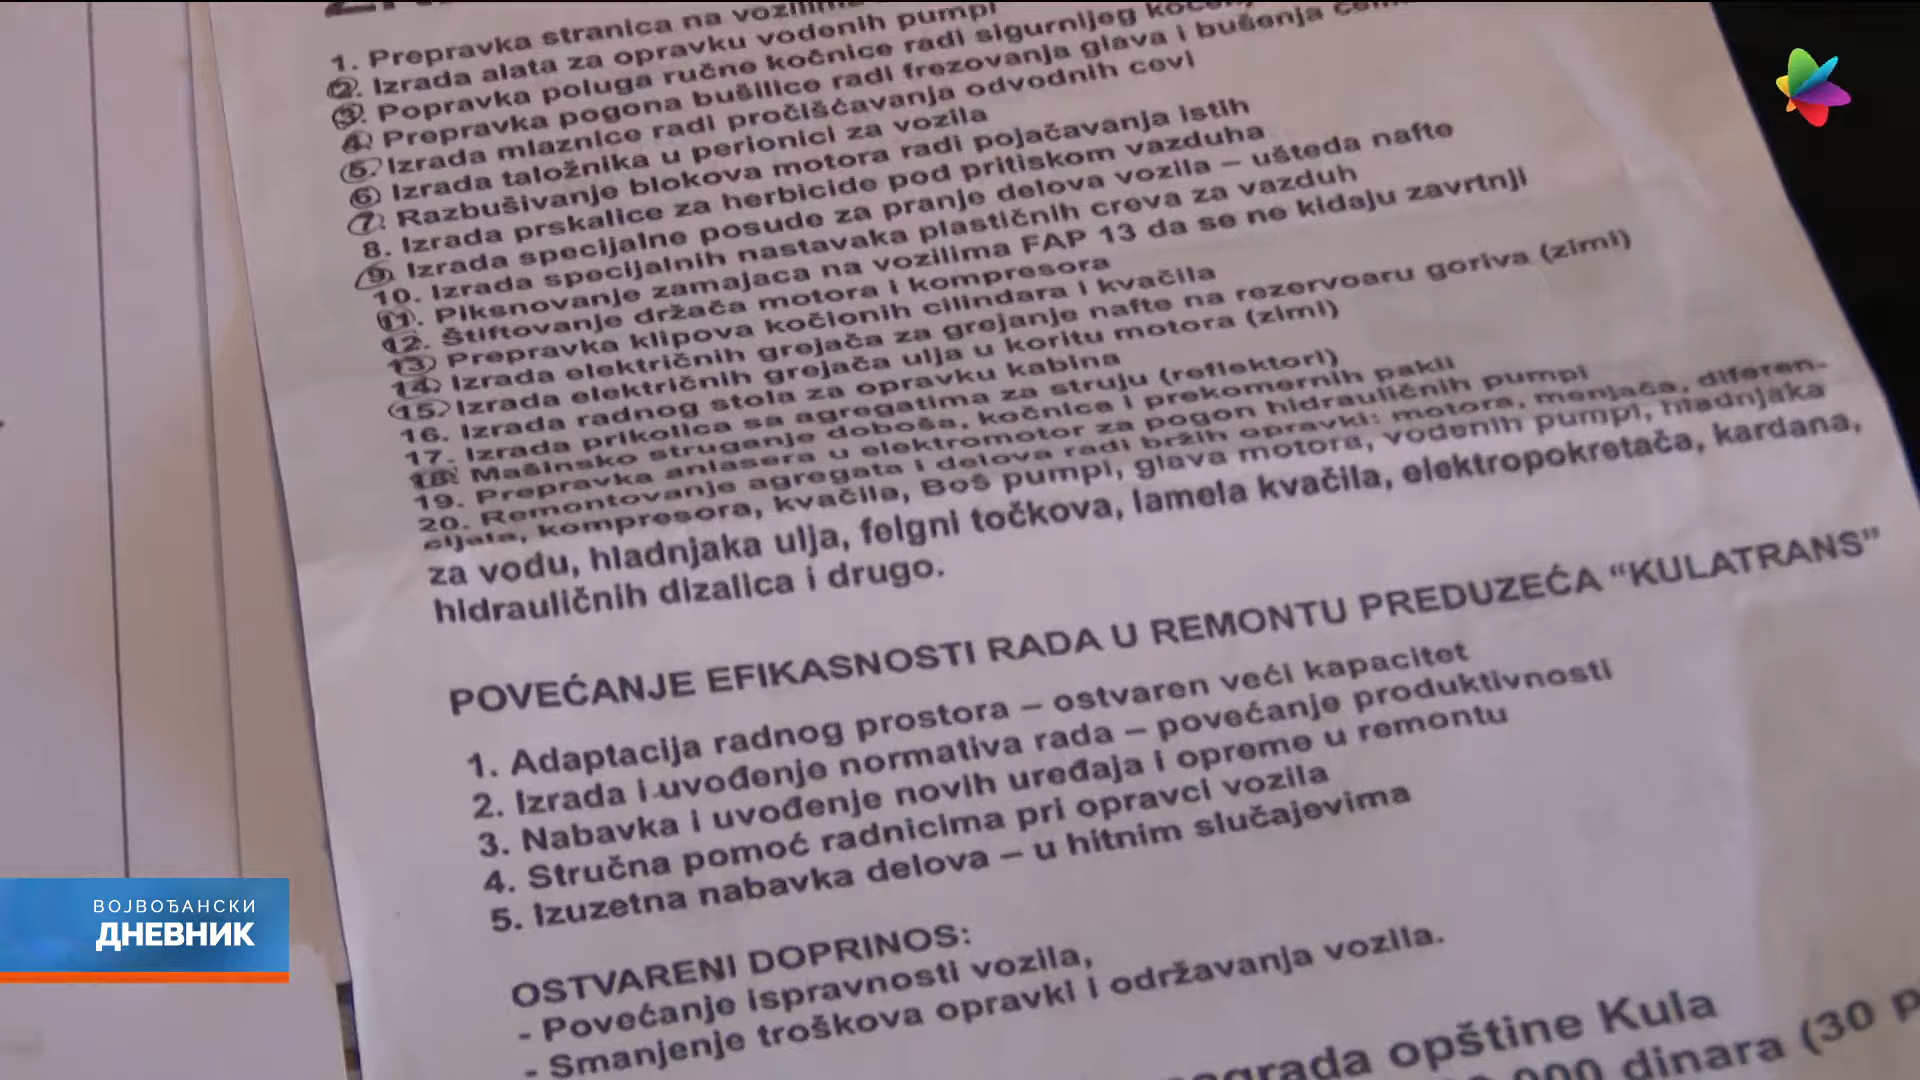 1. Prepravka stranica na vozilima
2. Izrada alata za opravku vodenih pumpi
3. Popravka poluga ručne kočnice radi sigurnijeg
4. Prepravka pogona bušilice radi frezovanja glava i bušenja
5. Izrada mlaznice radi pročišćavanja odvodnih cevi
6. Izrada taložnika u perionici za vozila
7. Razbušivanje blokova motora radi pojačavanja istih
8. Izrada prskalice za herbicide pod pritiskom vazduha
9. Izrada specijalne posude za pranje delova vozila – ušteda nafte
10. Izrada specijalnih nastavaka plastičnih creva za vazduh
11. Piksnovanje zamajaca na vozilima FAP 13 da se ne kidaju zavrtnji
12. Štiftovanje držača motora i kompresora
13. Prepravka klipova kočionih cilindara i kvačila
14. Izrada električnih grejača za grejanje nafte na rezervoaru goriva (zimi)
15. Izrada električnih grejača ulja u koritu motora (zimi)
16. Izrada radnog stola za opravku kabina
17. Izrada prikolica sa agregatima za struju (reflektori)
18. Mašinsko struganje doboša, kočnica i prekomernih pakli
19. Prepravka anlasera u elektromotor za pogon hidrauličnih pumpi
20. Remontovanje agregata i delova radi bržih opravki: motora, menjača, diferen-
cijala, kompresora, kvačila, Boš pumpi, glava motora, vodenih pumpi, hladnjaka
za vodu, hladnjaka ulja, felgni točkova, lamela kvačila, elektropokretača, kardana,
hidrauličnih dizalica i drugo.
POVEĆANJE EFIKASNOSTI RADA U REMONTU PREDUZEĆA “KULATRANS”
1. Adaptacija radnog prostora – ostvaren veći kapacitet
2. Izrada i uvođenje normativa rada – povećanje produktivnosti
3. Nabavka i uvođenje novih uređaja i opreme u remontu
4. Stručna pomoć radnicima pri opravci vozila
5. Izuzetna nabavka delova – u hitnim slučajevima
OSTVARENI DOPRINOS:
- Povećanje ispravnosti vozila,
- Smanjenje troškova opravki i održavanja vozila.
opštine Kula
000 dinara (30
ВОЈВОЂАНСКИ
ДНЕВНИК